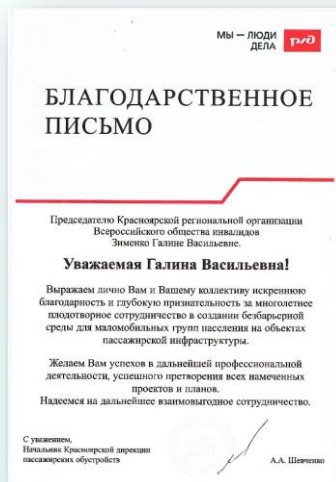 МЫ — ЛЮДИ
ДЕЛА
РЖД
БЛАГОДАРСТВЕННОЕ
ПИСЬМО
Председателю Красноярской региональной организации
Всероссийского общества инвалидов
Зименко Галине Васильевне.
Уважаемая Галина Васильевна!
Выражаем лично Вам и Вашему коллективу искреннюю
благодарность и глубокую признательность за многолетнее
плодотворное сотрудничество в создании безбарьерной
среды для маломобильных групп населения на объектах
пассажирской инфраструктуры.
Желаем Вам успехов в дальнейшей профессиональной
деятельности, успешного претворения всех намеченных
проектов и планов.
Надеемся на дальнейшее взаимовыгодное сотрудничество.
С уважением,
Начальник Красноярской дирекции
пассажирских обустройств
А.А. Шевченко